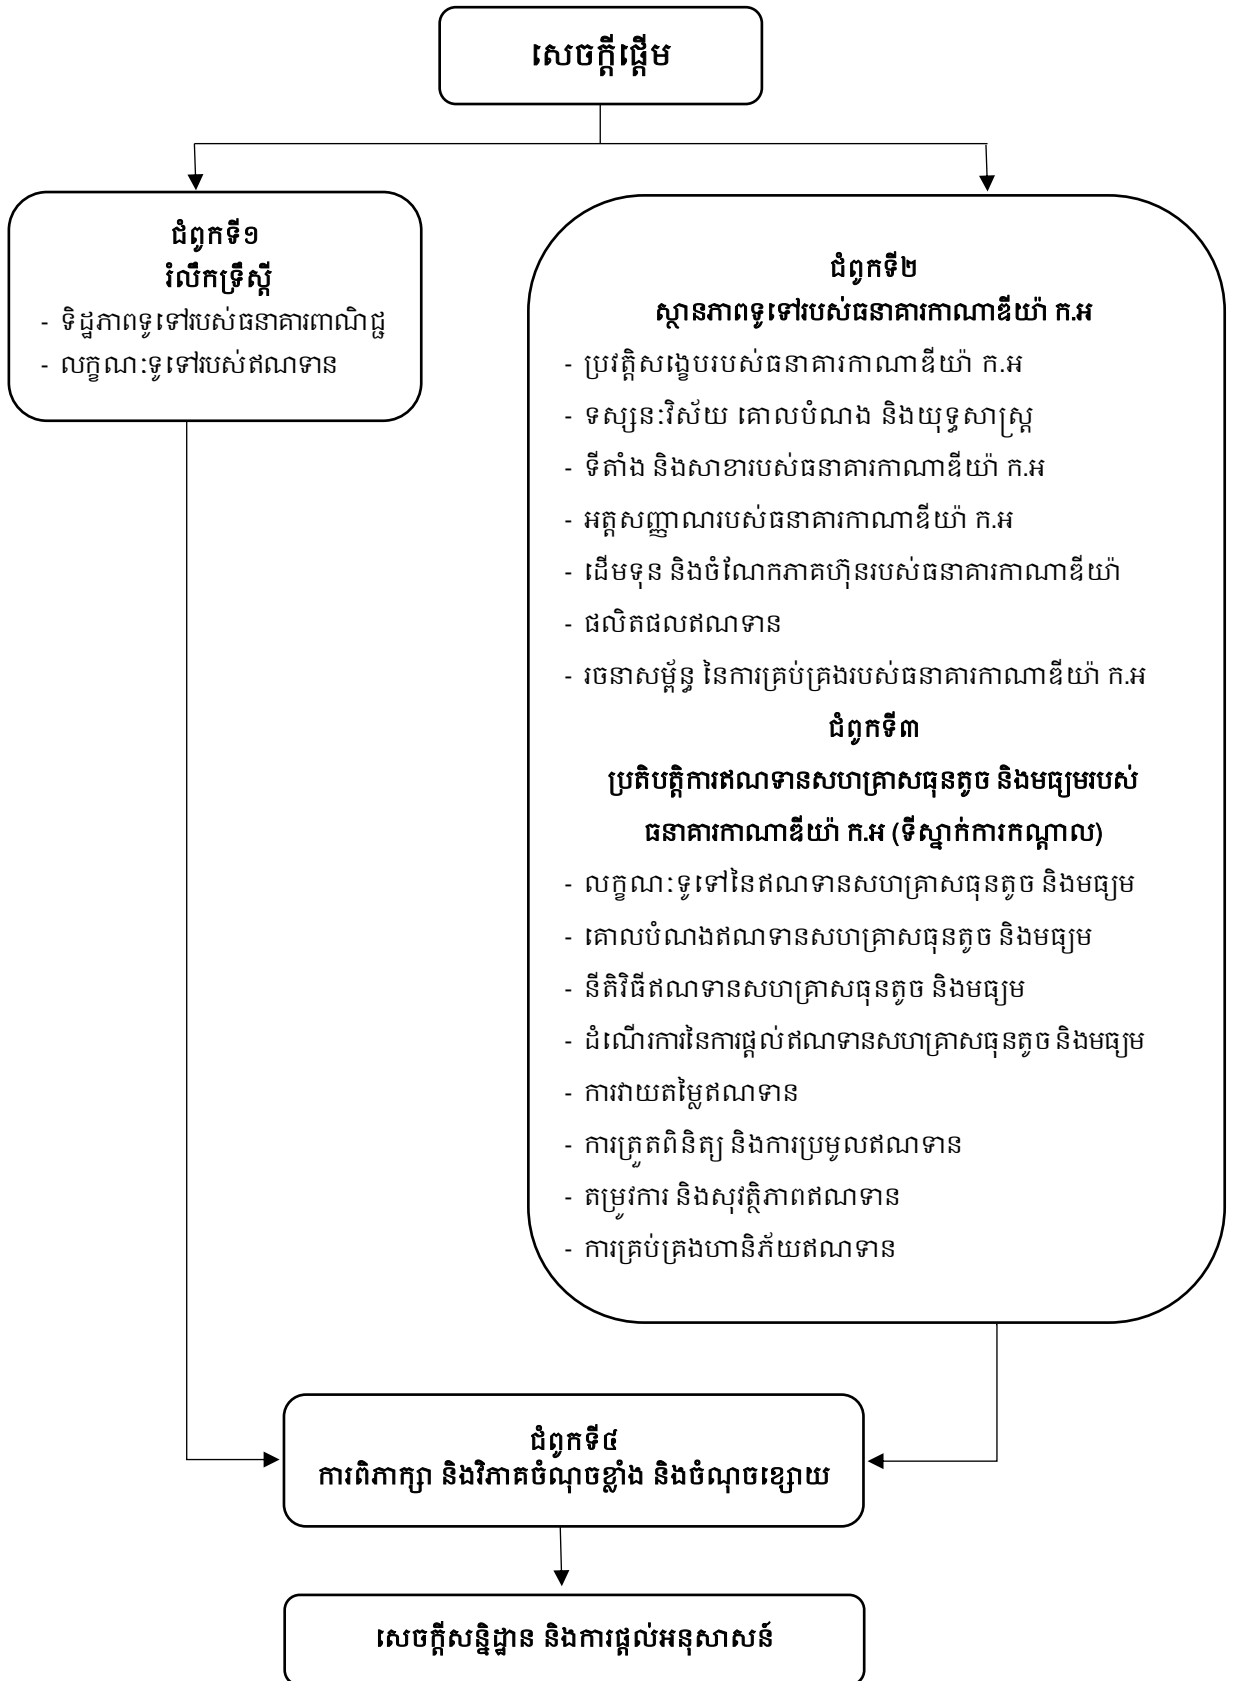 សេចក្ដីផ្ដើម
ជំពូកទី១
រំលឹកទ្រឹស្ដី
- ទិដ្ឋភាពទូទៅរបស់ធនាគារពាណិជ្ជ
- លក្ខណៈទូទៅរបស់ឥណទាន
ជំពូកទី២
ស្ថានភាពទូទៅរបស់ធនាគារកាណាឌីយ៉ា ក.អ
- ប្រវត្តិសង្ខេបរបស់ធនាគារកាណាឌីយ៉ា ក.អ
- ទស្សនៈវិស័យ គោលបំណង និងយុទ្ធសាស្ត្រ
- ទីតាំង និងសាខារបស់ធនាគារកាណាឌីយ៉ា ក.អ
- អត្តសញ្ញាណរបស់ធនាគារកាណាឌីយ៉ា ក.អ
- ដើមទុន និងចំណែកភាគហ៊ុនរបស់ធនាគារកាណាឌីយ៉ា
- ផលិតផលឥណទាន
- រចនាសម្ព័ន្ធ នៃការគ្រប់គ្រងរបស់ធនាគារកាណាឌីយ៉ា ក.អ
ជំពូកទី៣
ប្រតិបត្តិការឥណទានសហគ្រាសធុនតូច និងមធ្យមរបស់
ធនាគារកាណាឌីយ៉ា ក.អ (ទីស្នាក់ការកណ្ដាល)
- លក្ខណៈទូទៅនៃឥណទានសហគ្រាសធុនតូច និងមធ្យម
- គោលបំណងឥណទានសហគ្រាសធុនតូច និងមធ្យម
- នីតិវិធីឥណទានសហគ្រាសធុនតូច និងមធ្យម
- ដំណើរការនៃការផ្ដល់ឥណទានសហគ្រាសធុនតូច និងមធ្យម
- ការវាយតម្លៃឥណទាន
- ការត្រួតពិនិត្យ និងការប្រមូលឥណទាន
- តម្រូវការ និងសុវត្ថិភាពឥណទាន
- ការគ្រប់គ្រងហានិភ័យឥណទាន
ជំពូកទី៤
ការពិភាក្សា និងវិភាគចំណុចខ្លាំង និងចំណុចខ្សោយ
សេចក្ដីសន្និដ្ឋាន និងការផ្ដល់អនុសាសន៍